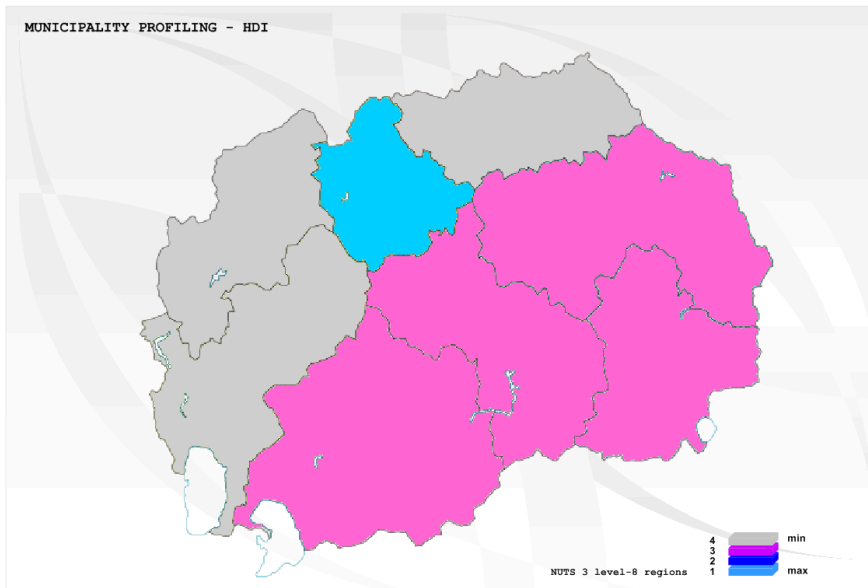 MUNICIPALITY PROFILING - HDI
4 min
3
2
1 max
NUTS 3 level-8 regions